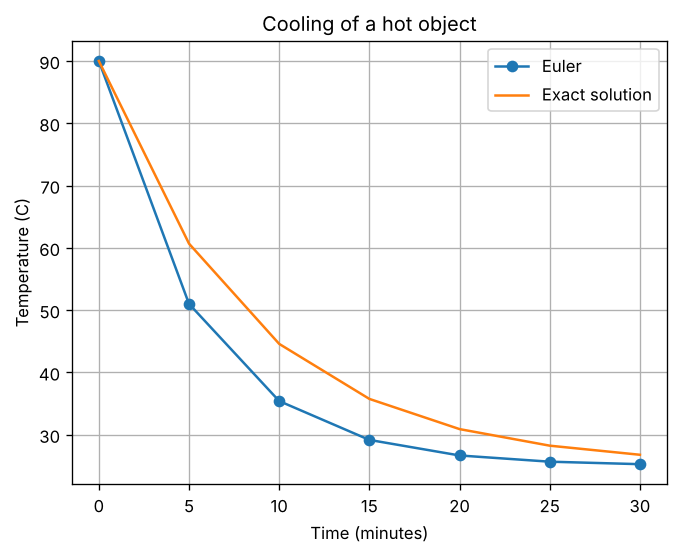 Cooling of a hot object
Euler
Exact solution
Temperature (C)
90
80
70
60
50
40
30
0 5 10 15 20 25 30
Time (minutes)